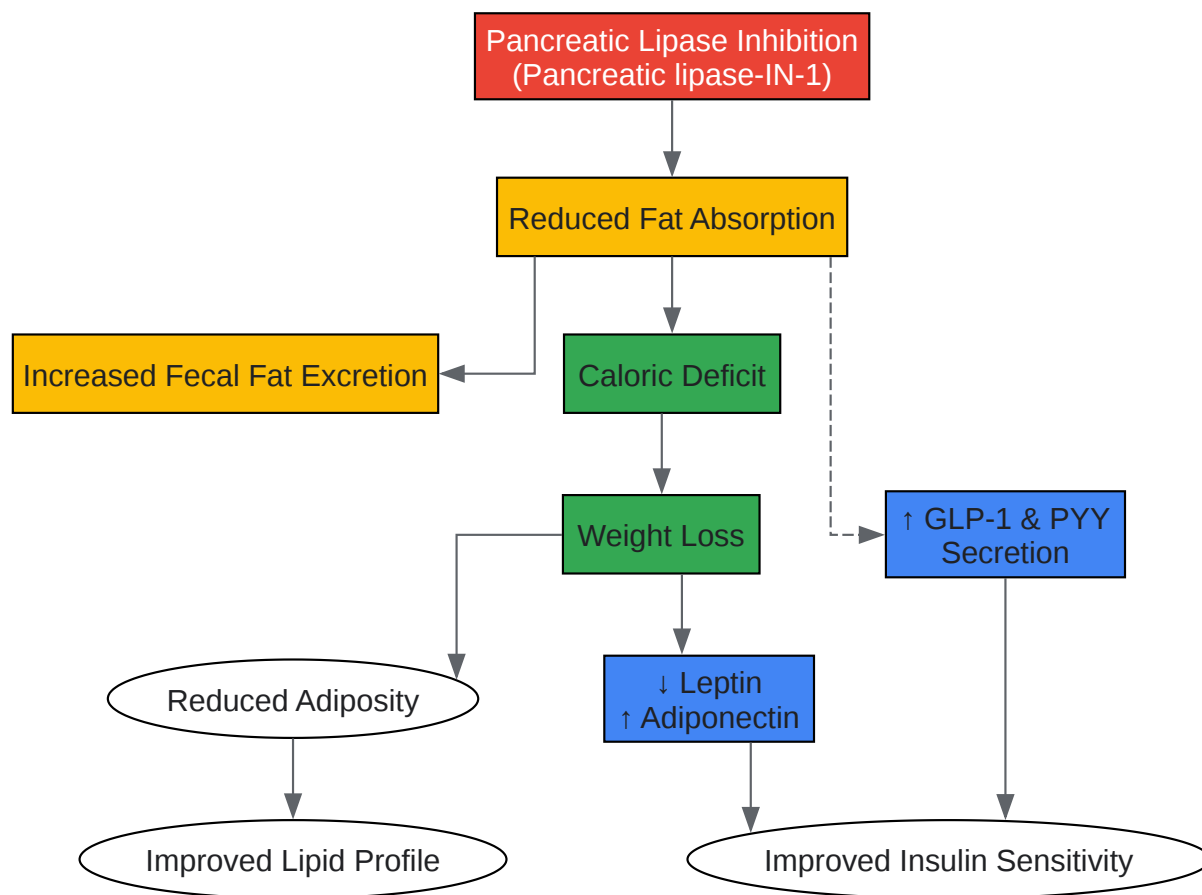 Pancreatic Lipase Inhibition
(Pancreatic lipase-IN-1)
Reduced Fat Absorption
Increased Fecal Fat Excretion
Caloric Deficit
Weight Loss
↑ GLP-1 & PYY
Secretion
Reduced Adiposity
↓ Leptin
↑ Adiponectin
Improved Lipid Profile
Improved Insulin Sensitivity